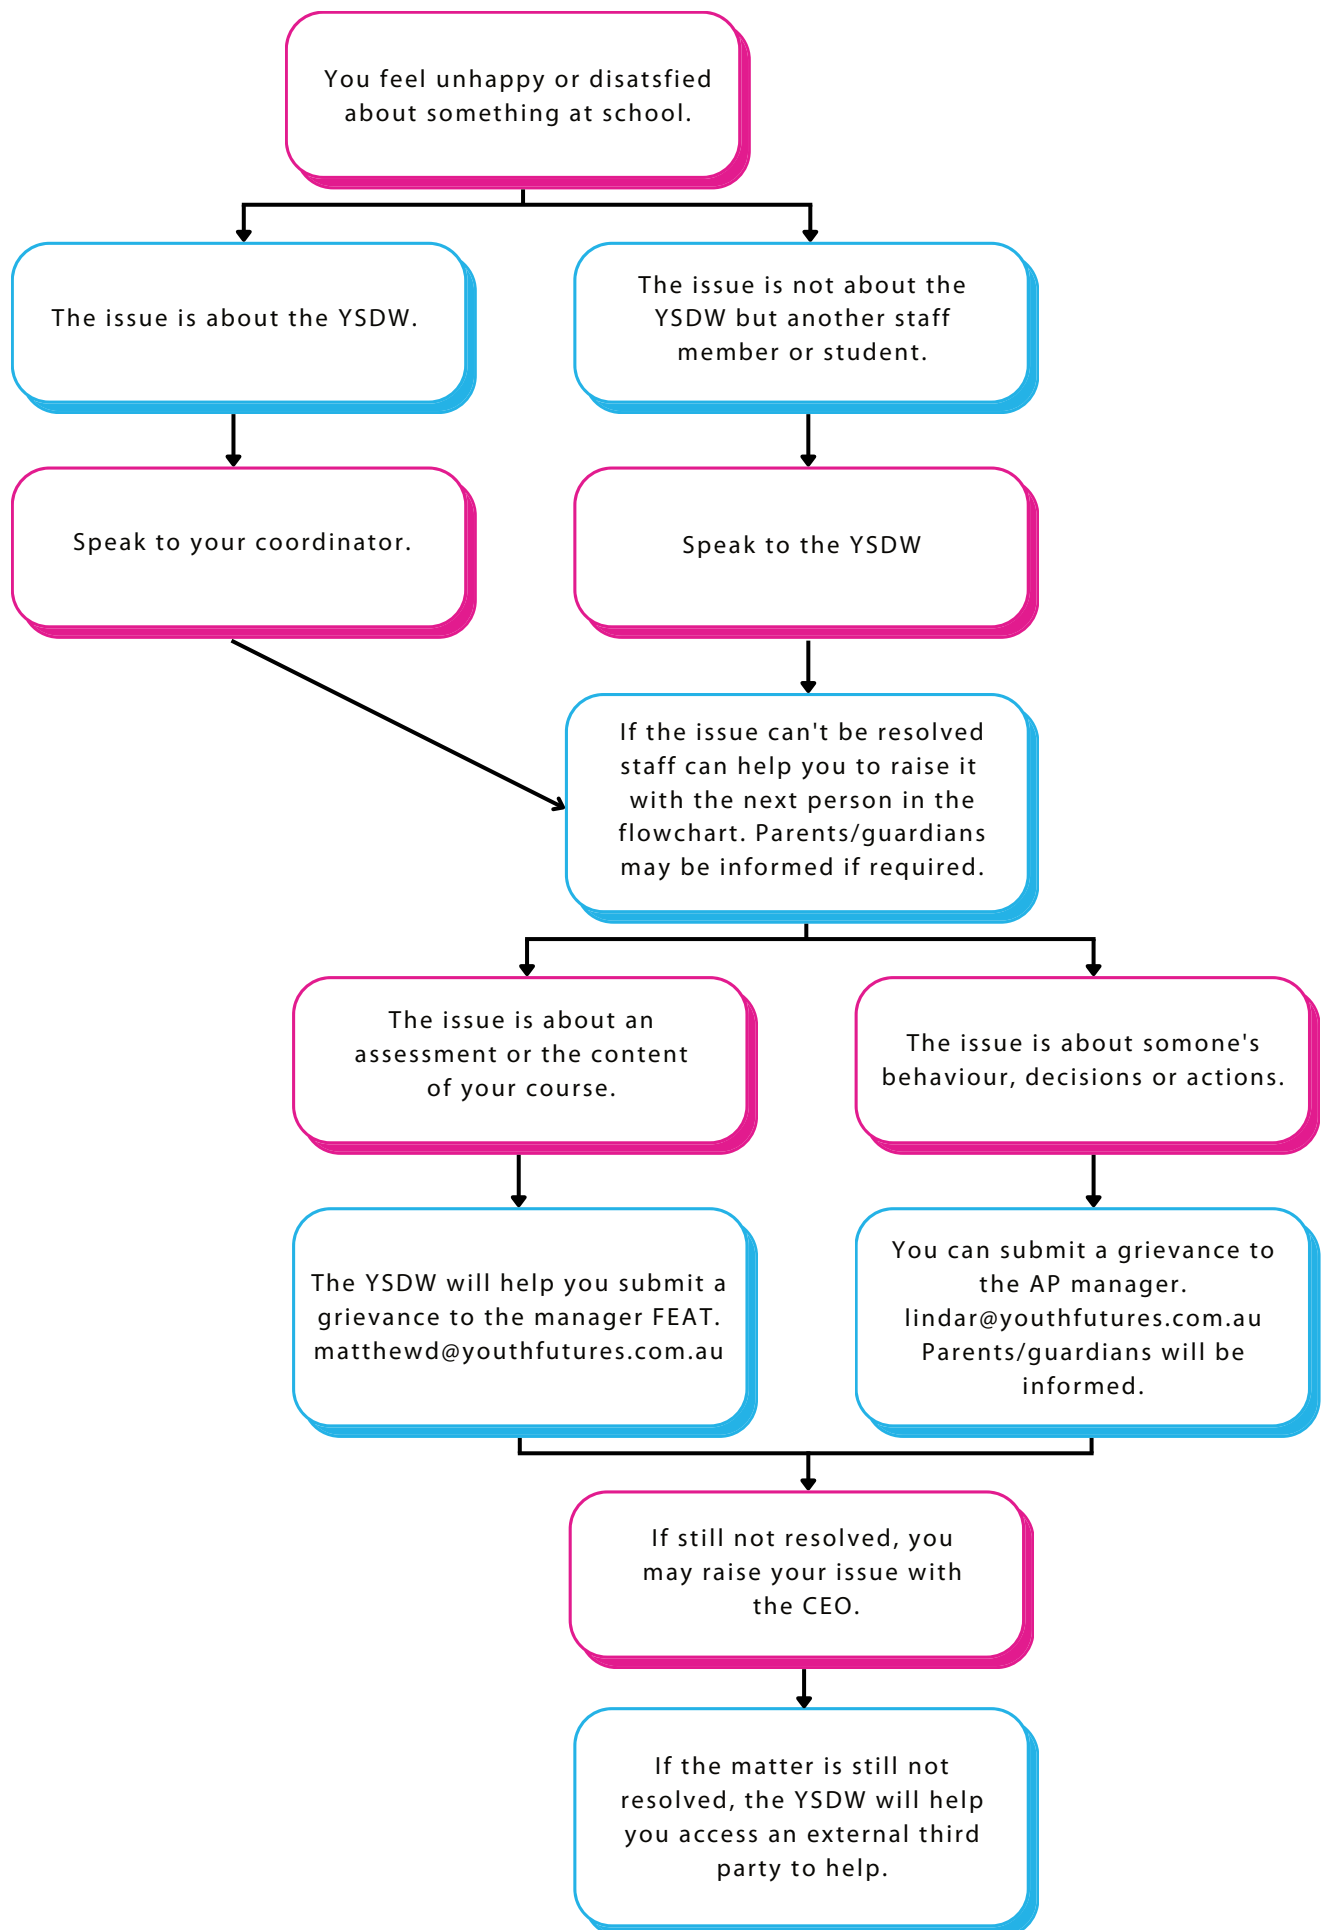 You feel unhappy or disatsfied
about something at school.
The issue is about the YSDW.
The issue is not about the
YSDW but another staff
member or student.
Speak to your coordinator.
Speak to the YSDW
If the issue can't be resolved
staff can help you to raise it
with the next person in the
flowchart. Parents/guardians
may be informed if required.
The issue is about an
assessment or the content
of your course.
The issue is about somone's
behaviour, decisions or actions.
The YSDW will help you submit a
grievance to the manager FEAT.
matthewd@youthfutures.com.au
You can submit a grievance to
the AP manager.
lindar@youthfutures.com.au
Parents/guardians will be
informed.
If still not resolved, you
may raise your issue with
the CEO.
If the matter is still not
resolved, the YSDW will help
you access an external third
party to help.